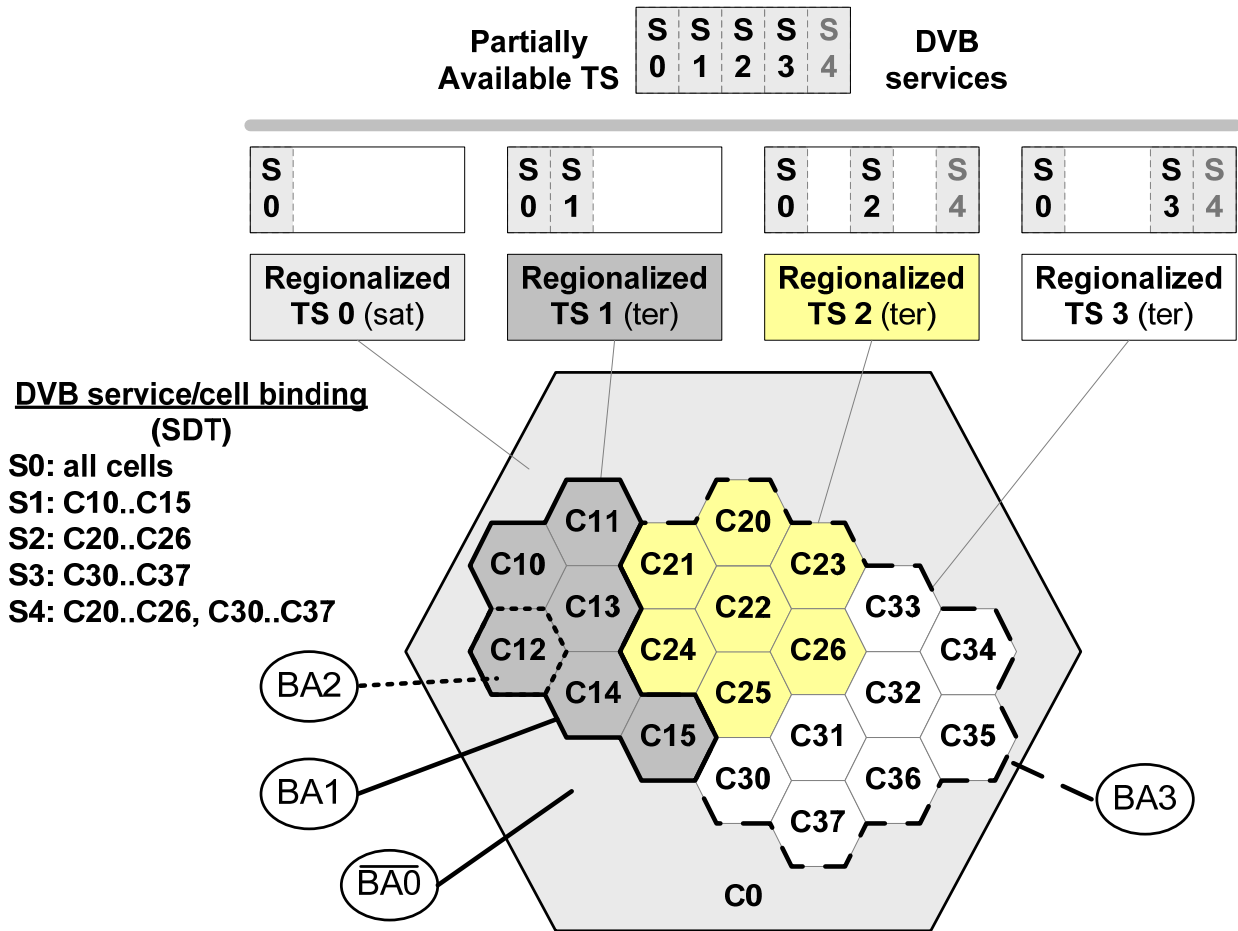 Partially
Available TS
S S S S S
0 1 2 3 4
DVB
services
S
0
S S
0 1
S S S
0 2 4
S S S
0 3 4
Regionalized
TS 0 (sat)
Regionalized
TS 1 (ter)
Regionalized
TS 2 (ter)
Regionalized
TS 3 (ter)
DVB service/cell binding
(SDT)
S0: all cells
S1: C10..C15
S2: C20..C26
S3: C30..C37
S4: C20..C26, C30..C37
C11
C20
C10
C21
C23
C13
C22
C33
C12
C24
C26
C34
C14
C25
C32
C15
C31
C35
C30
C36
C37
C0
BA2
BA1
B̅A̅0̅
BA3